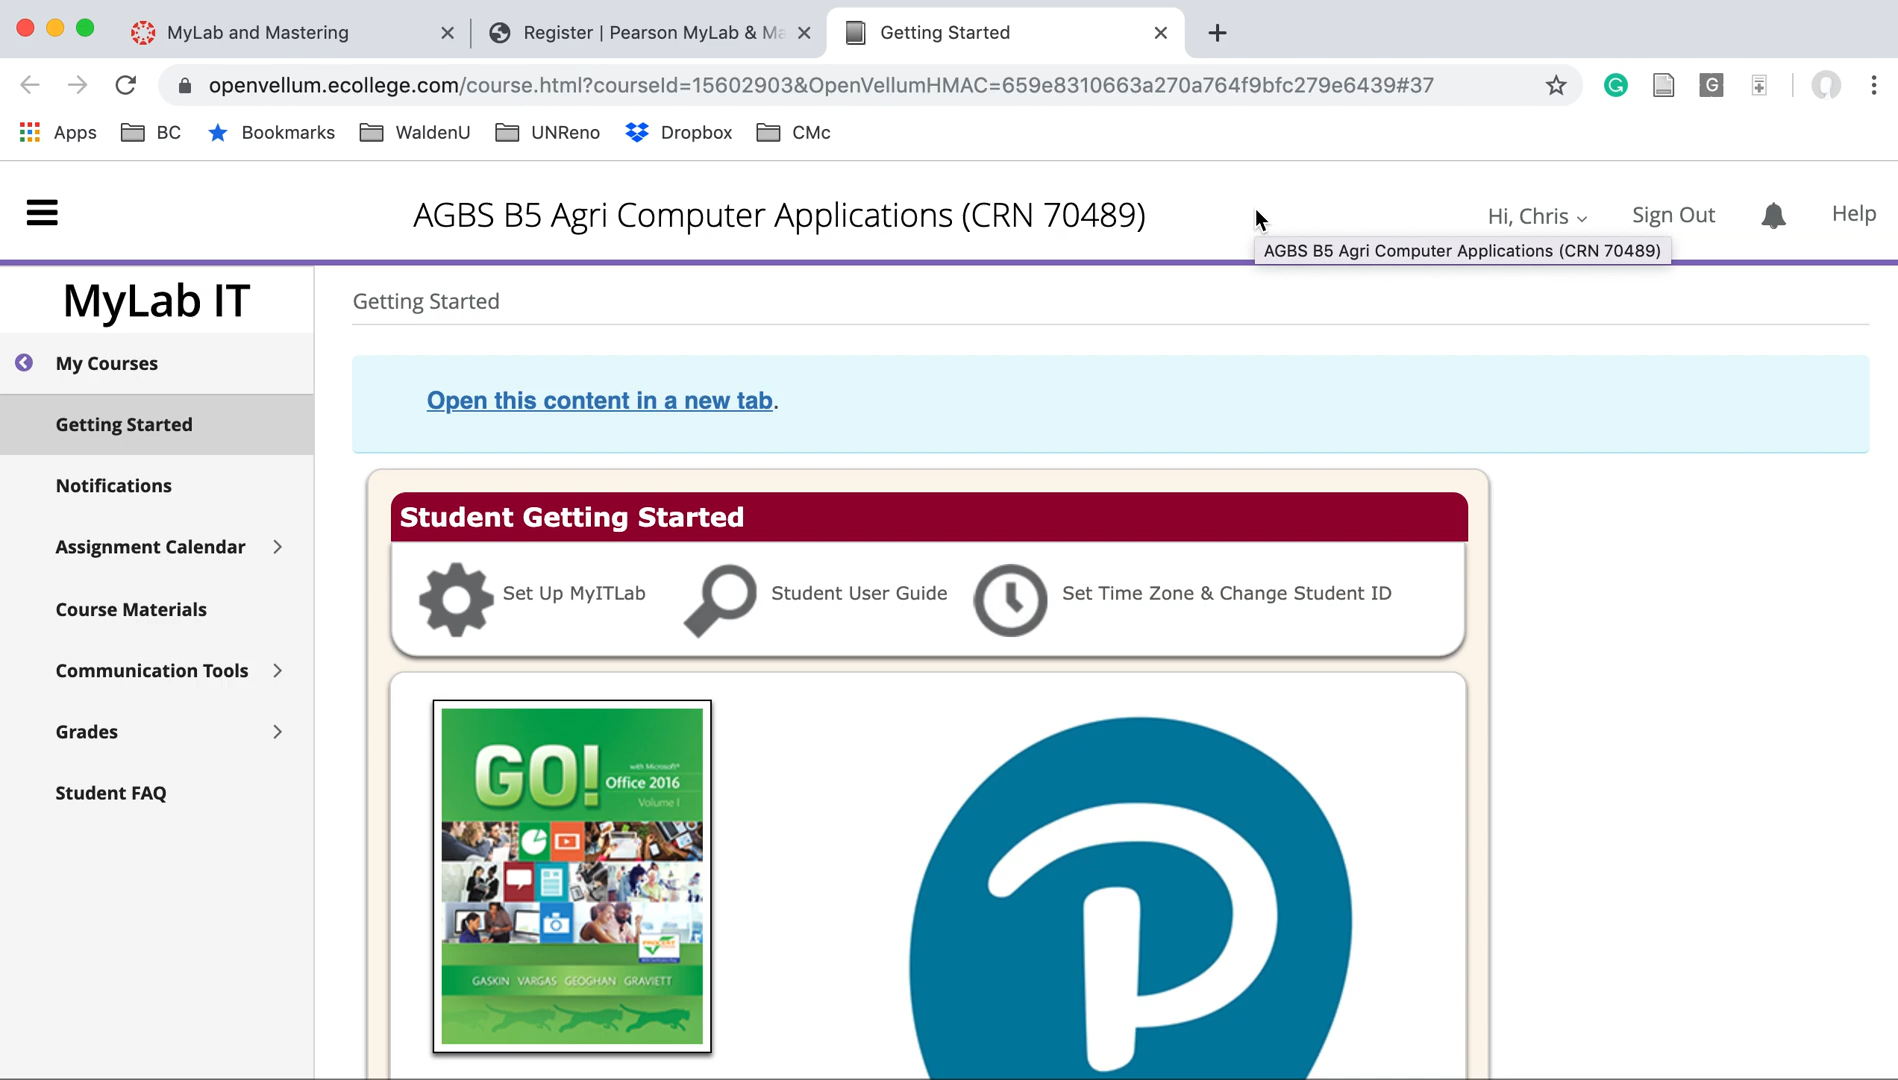 MyLab and Mastering
Register | Pearson MyLab & Ma
Getting Started
openvellum.ecollege.com/course.html?courseId=15602903&OpenVellumHMAC=659e8310663a270a764f9bfc279e6439#37
Apps
BC
Bookmarks
WaldenU
UNReno
Dropbox
CMc
AGBS B5 Agri Computer Applications (CRN 70489)
Hi, Chris
Sign Out
Help
AGBS B5 Agri Computer Applications (CRN 70489)
MyLab IT
My Courses
Getting Started
Notifications
Assignment Calendar
Course Materials
Communication Tools
Grades
Student FAQ
Getting Started
Open this content in a new tab.
Student Getting Started
Set Up MyITLab
Student User Guide
Set Time Zone & Change Student ID
GO!
with Microsoft®
Office 2016
Volume I
GASKIN VARGAS GEOGHAN GRAVIETT
P